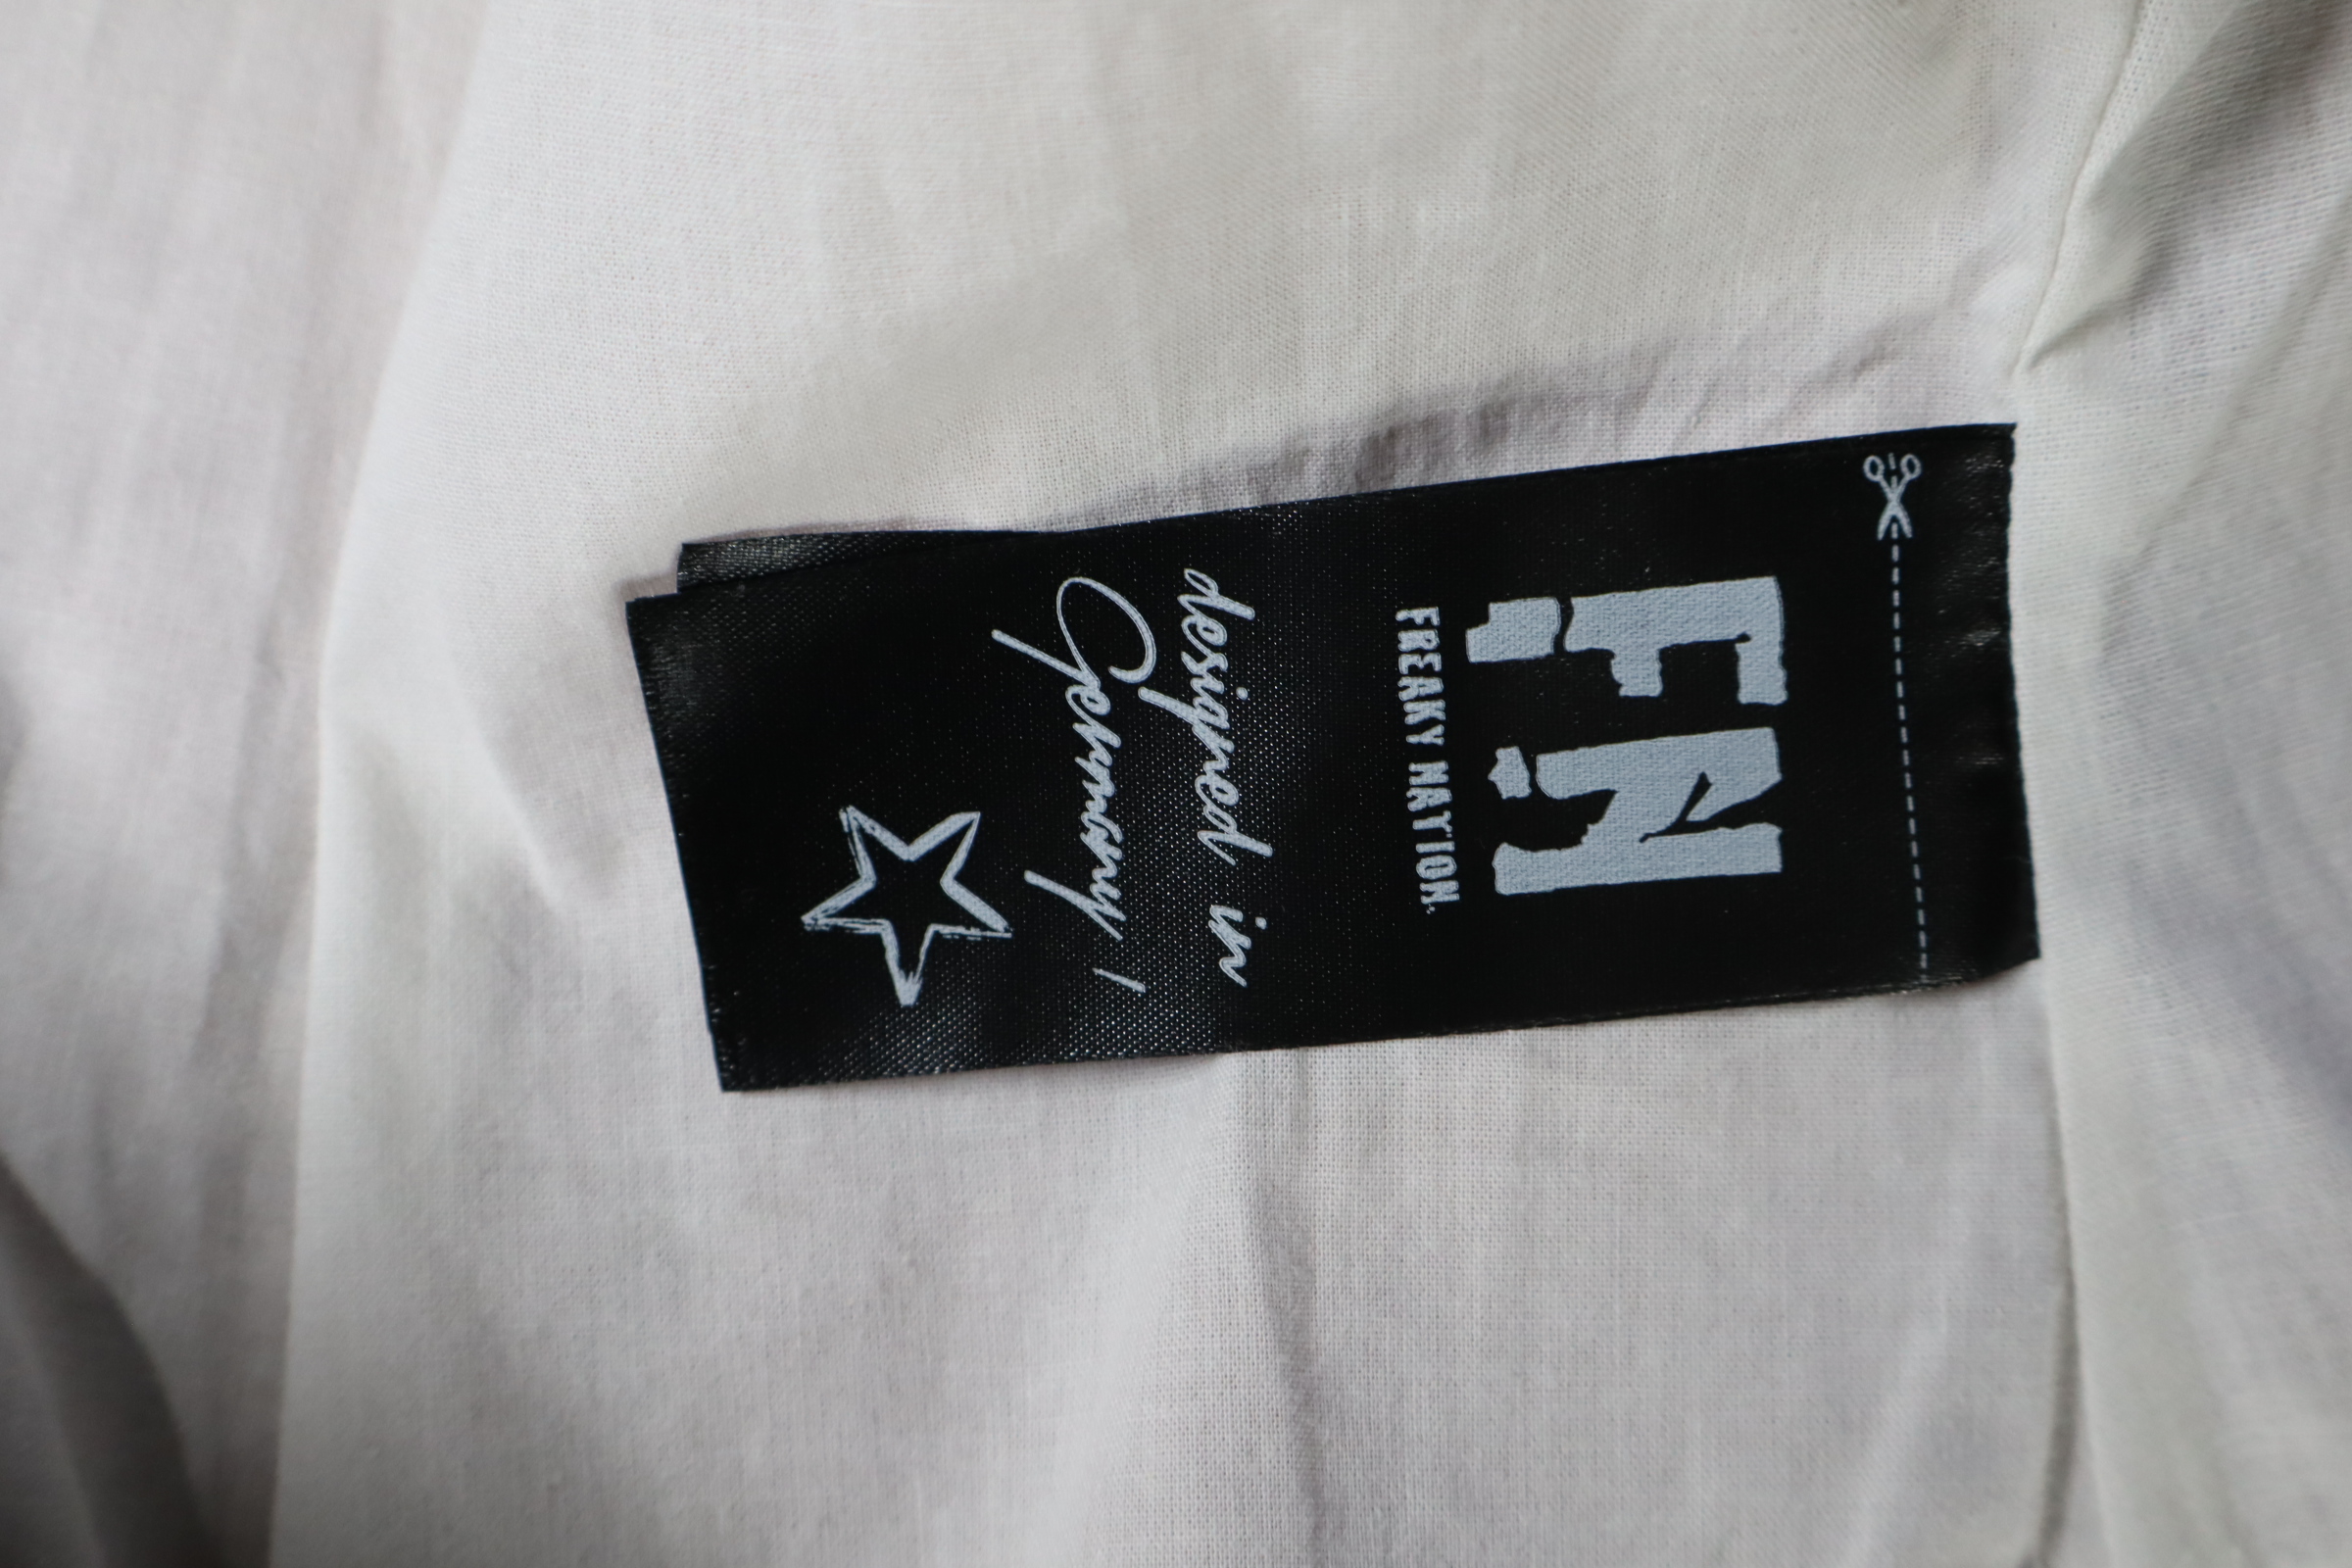 FN
FREAKY NATION
designed in
Germany !